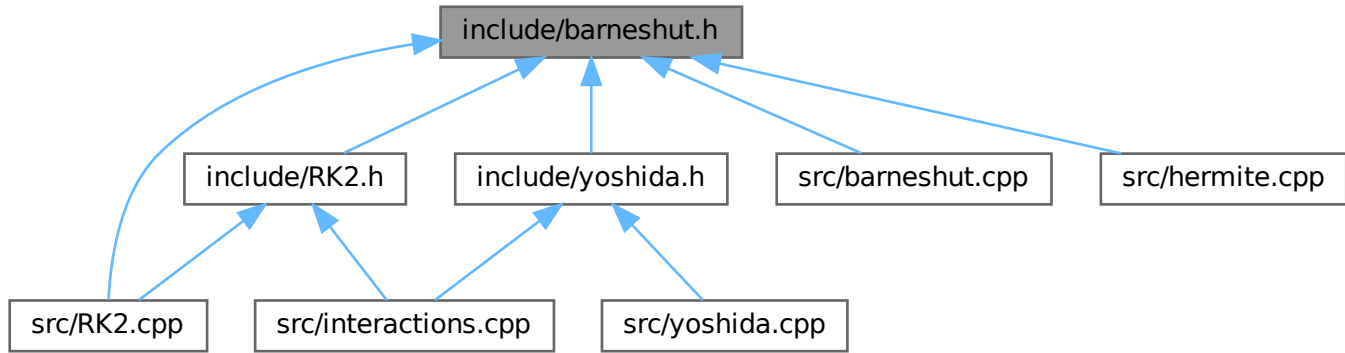 include/barneshut.h
include/RK2.h
include/yoshida.h
src/barneshut.cpp
src/hermite.cpp
src/RK2.cpp
src/interactions.cpp
src/yoshida.cpp